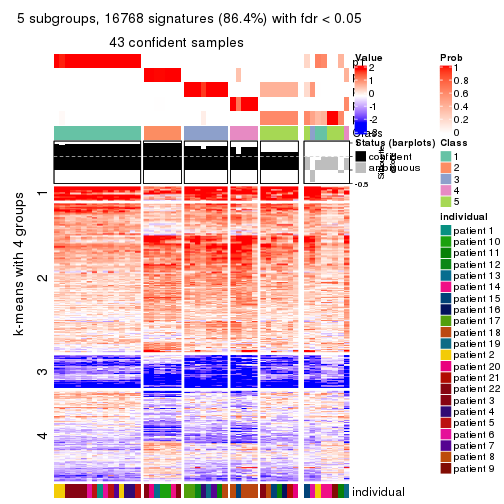 5 subgroups, 16768 signatures (86.4%) with fdr < 0.05
43 confident samples
Value
2
1
0
-1
-2
Prob
1
0.8
0.6
0.4
0.2
0
Class
Status (barplots)
confident
ambiguous
-0.5
Class
1
2
3
4
5
k-means with 4 groups
1
2
3
4
individual
individual
patient 1
patient 10
patient 11
patient 12
patient 13
patient 14
patient 15
patient 16
patient 17
patient 18
patient 19
patient 2
patient 20
patient 21
patient 22
patient 3
patient 4
patient 5
patient 6
patient 7
patient 8
patient 9